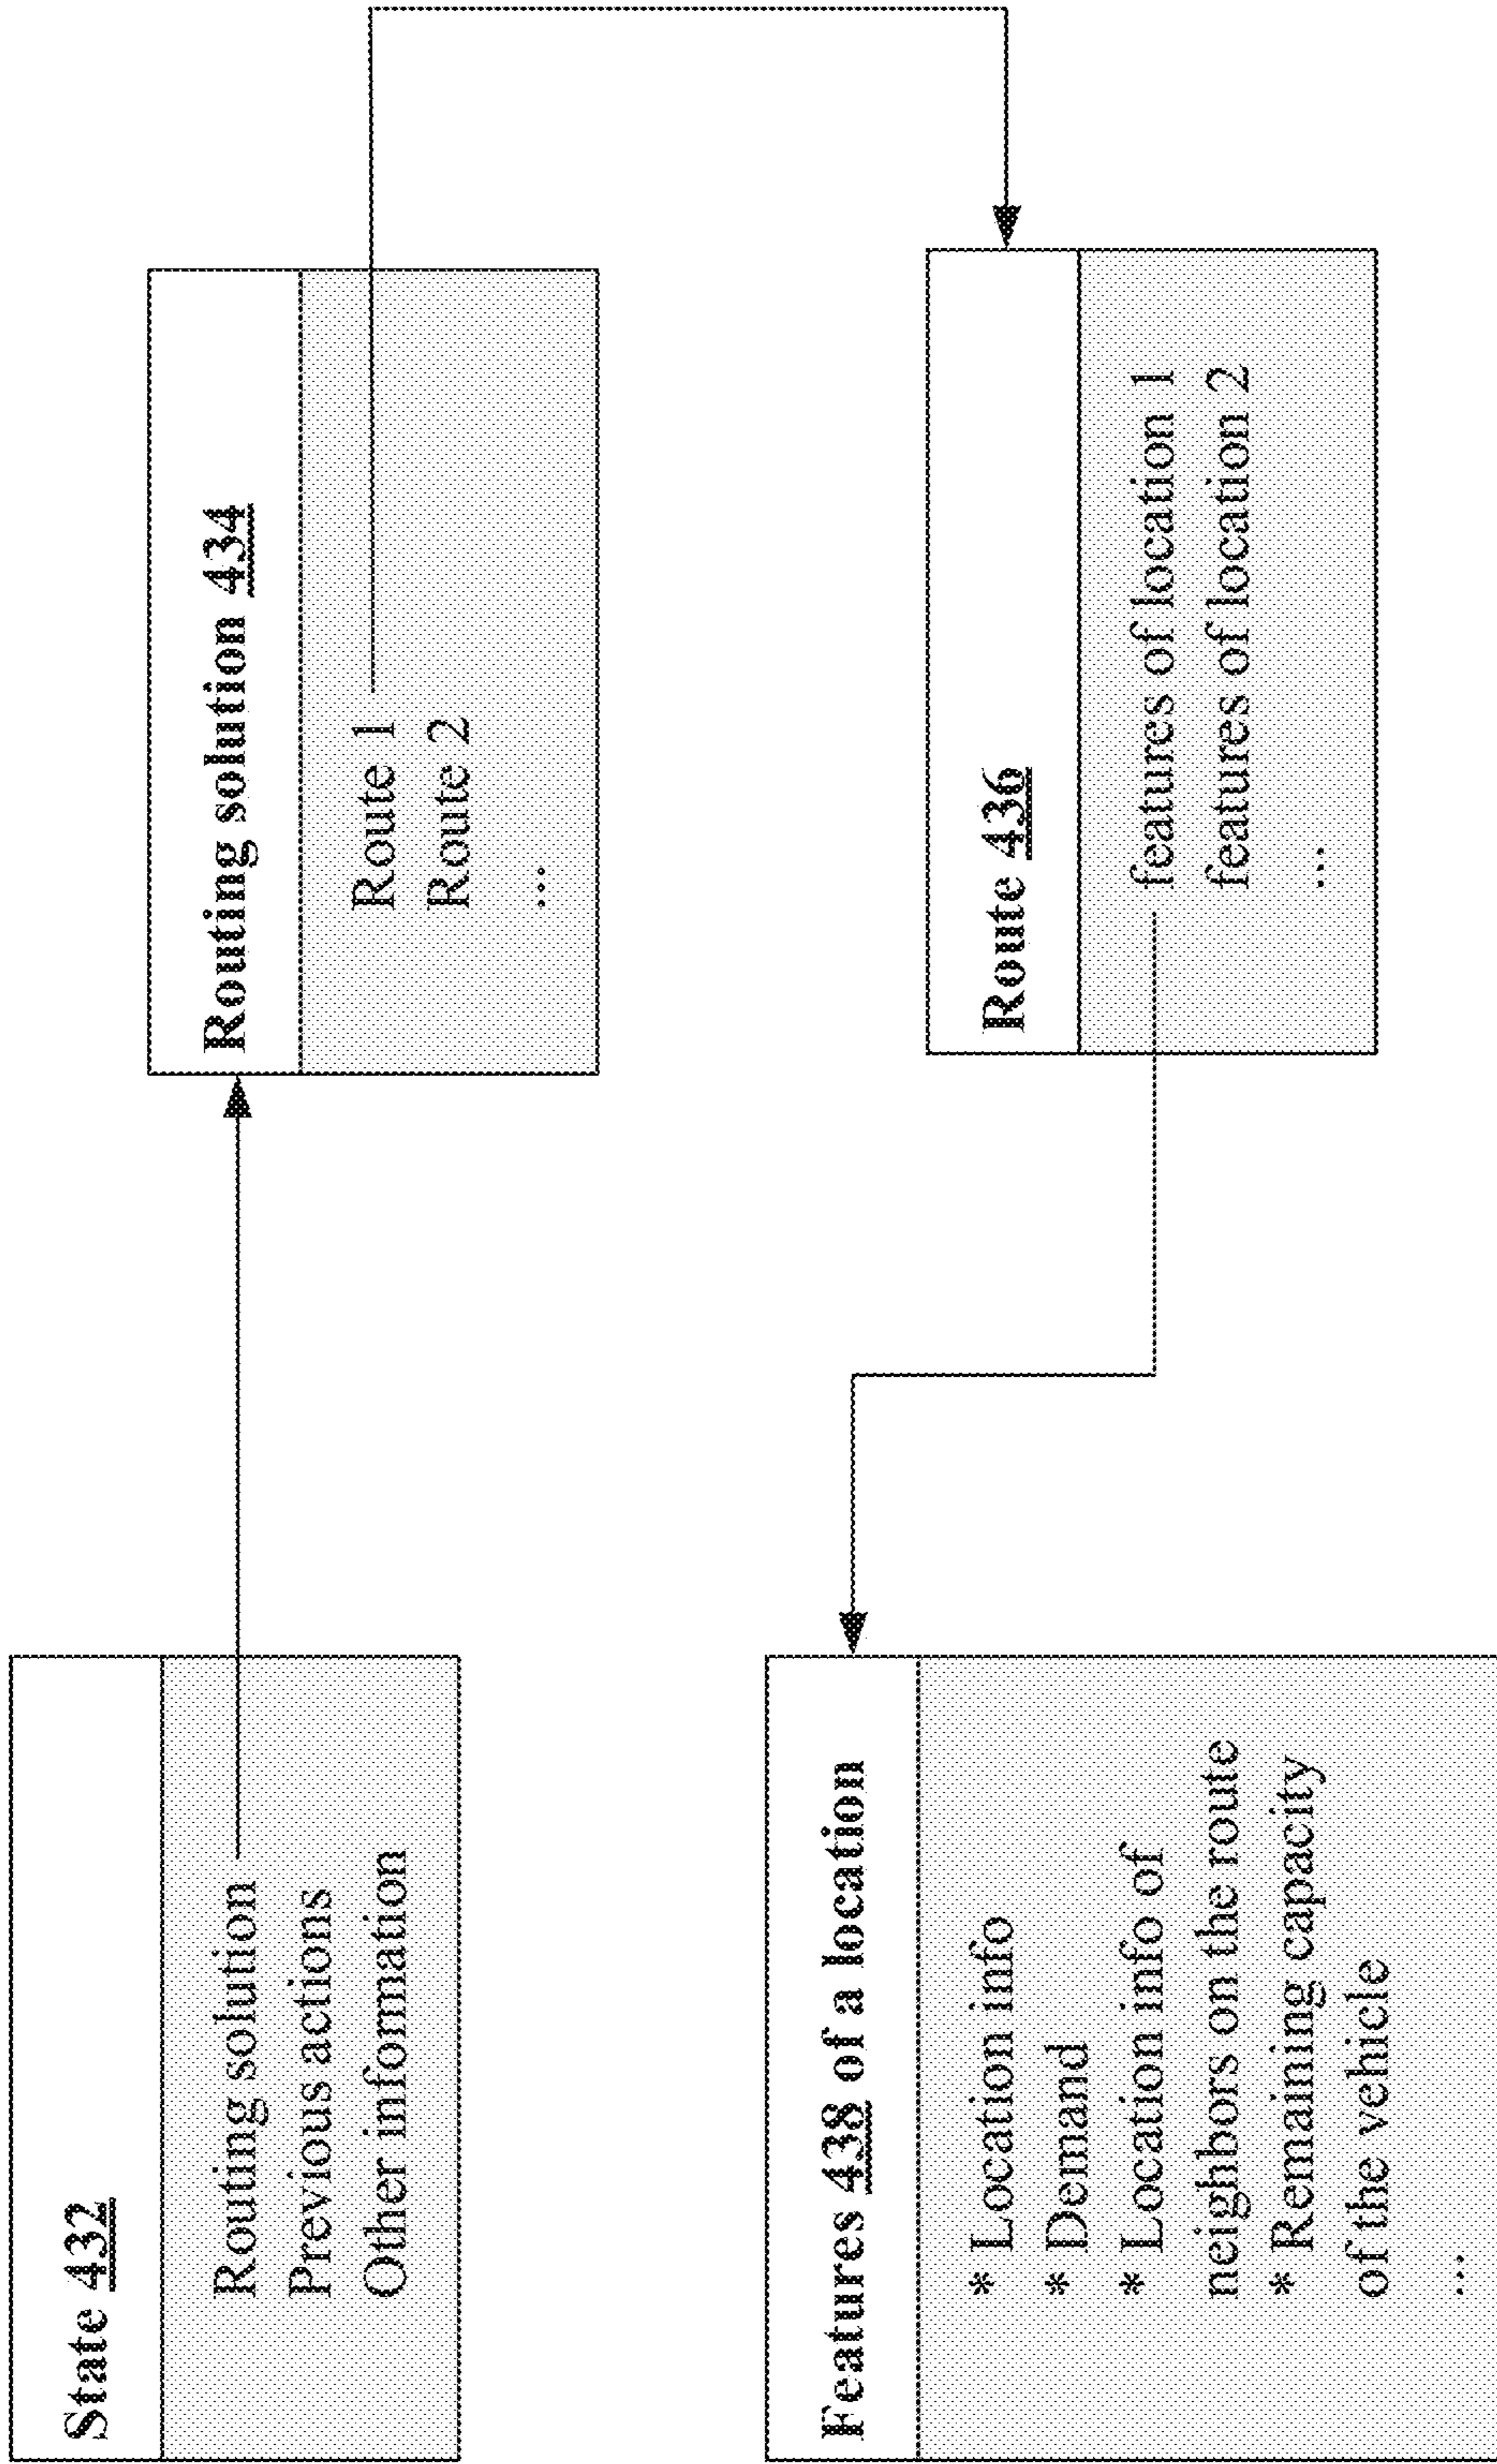 State 432
Routing solution
Previous actions
Other information
Routing solution 434
Route 1
Route 2
...
Route 436
features of location 1
features of location 2
...
Features 438 of a location
* Location info
* Demand
* Location info of
neighbors on the route
* Remaining capacity
of the vehicle
...